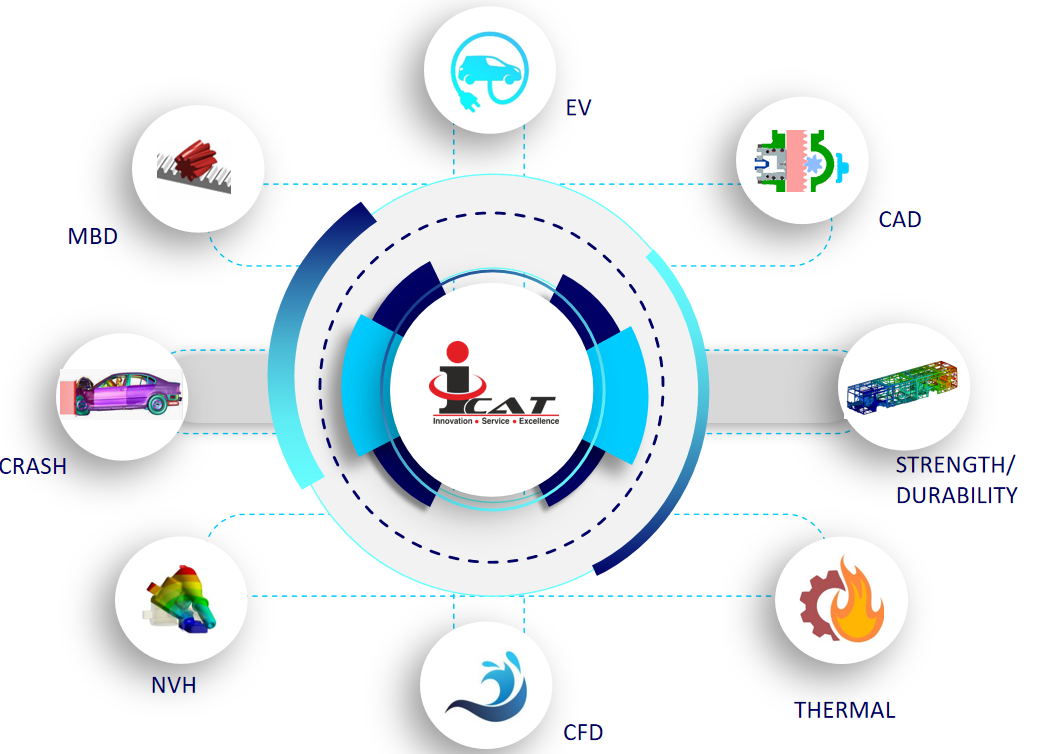 EV
MBD
CAD
iCAT
Innovation • Service • Excellence
CRASH
STRENGTH/
DURABILITY
NVH
THERMAL
CFD